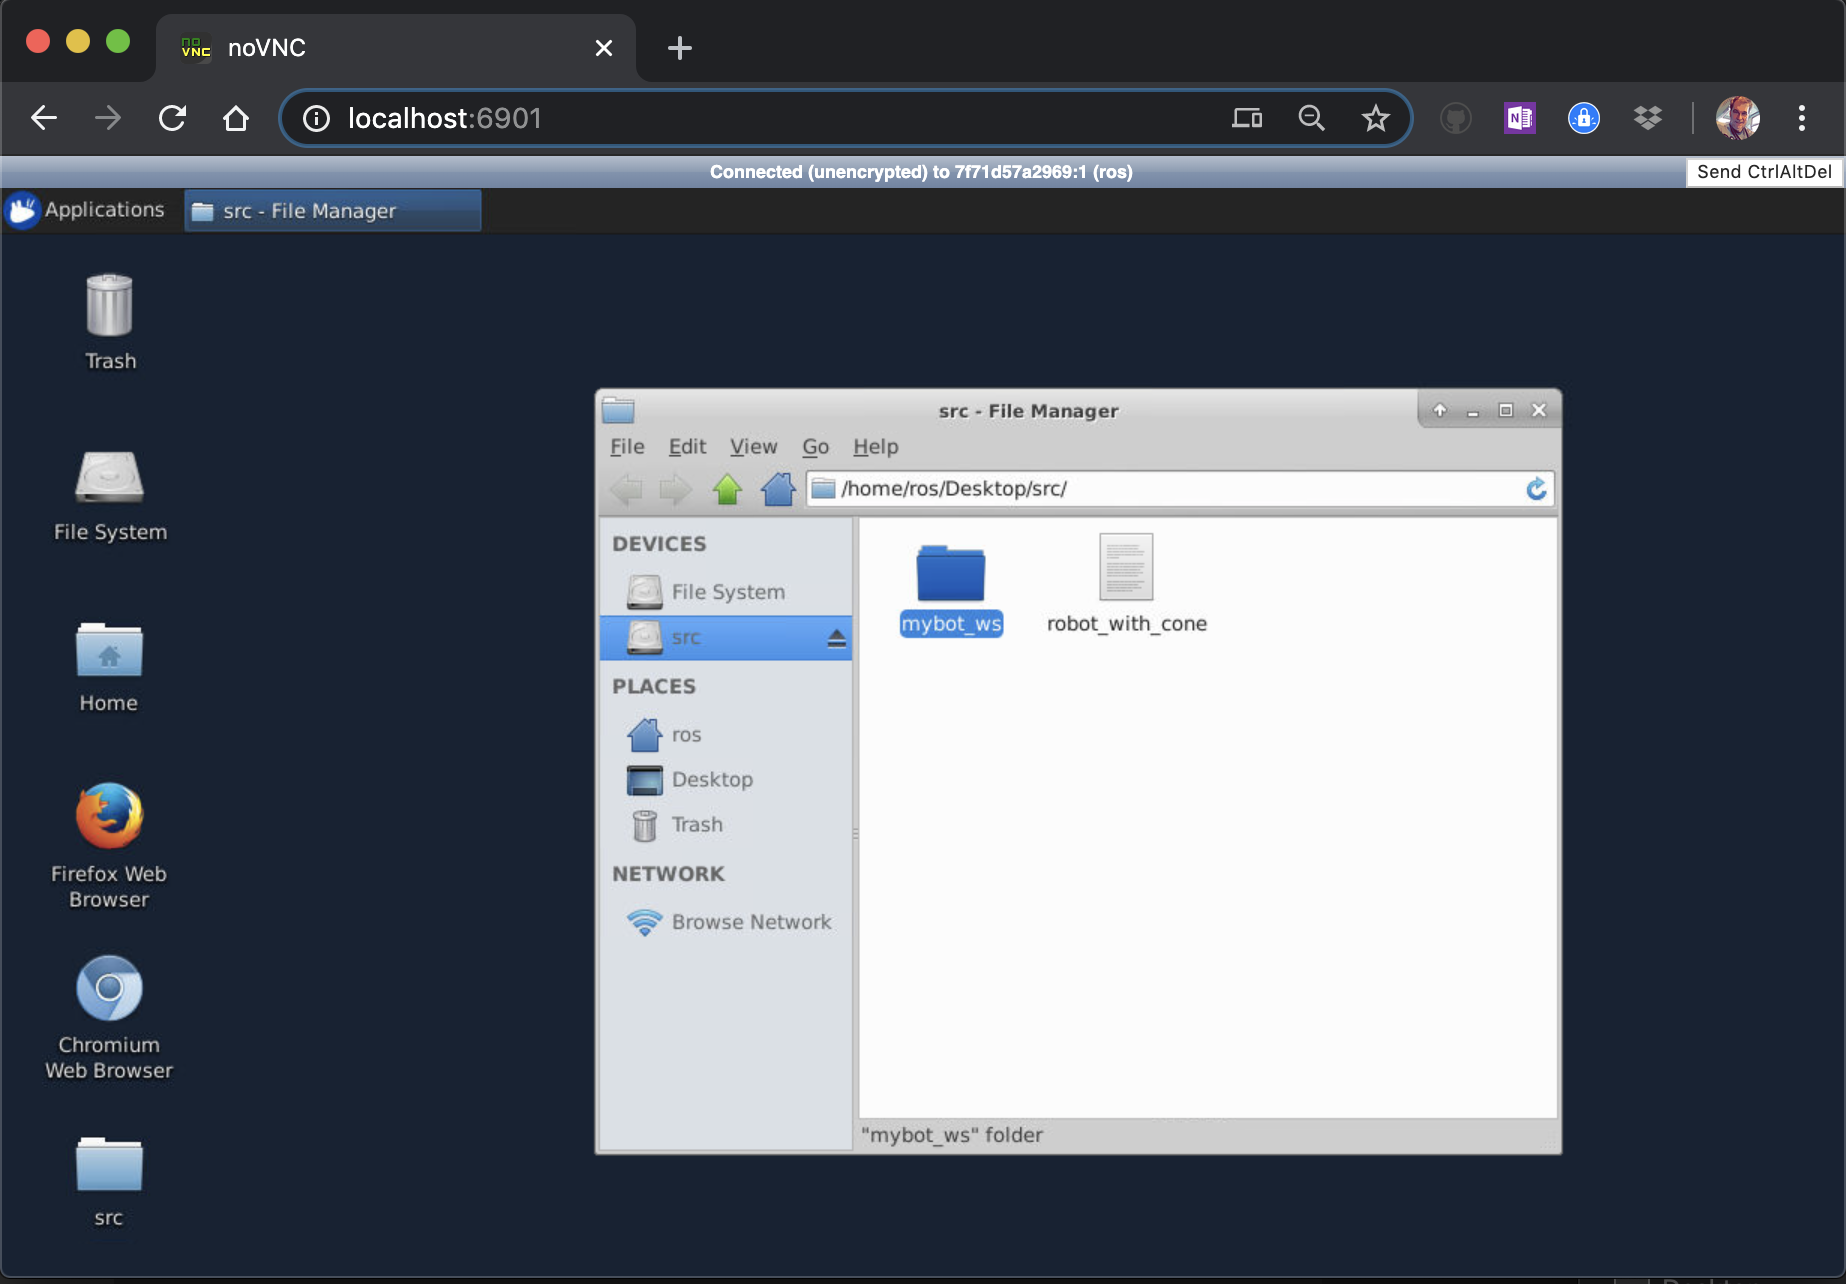 no
VNC
noVNC
localhost:6901
N
Connected (unencrypted) to 7f71d57a2969:1 (ros)
Send CtrlAltDel
Applications
src - File Manager
Trash
File System
Home
Firefox Web
Browser
Chromium
Web Browser
src
src - File Manager
File Edit View Go Help
/home/ros/Desktop/src/
DEVICES
File System
src
PLACES
ros
Desktop
Trash
NETWORK
Browse Network
mybot_ws
robot_with_cone
"mybot_ws" folder